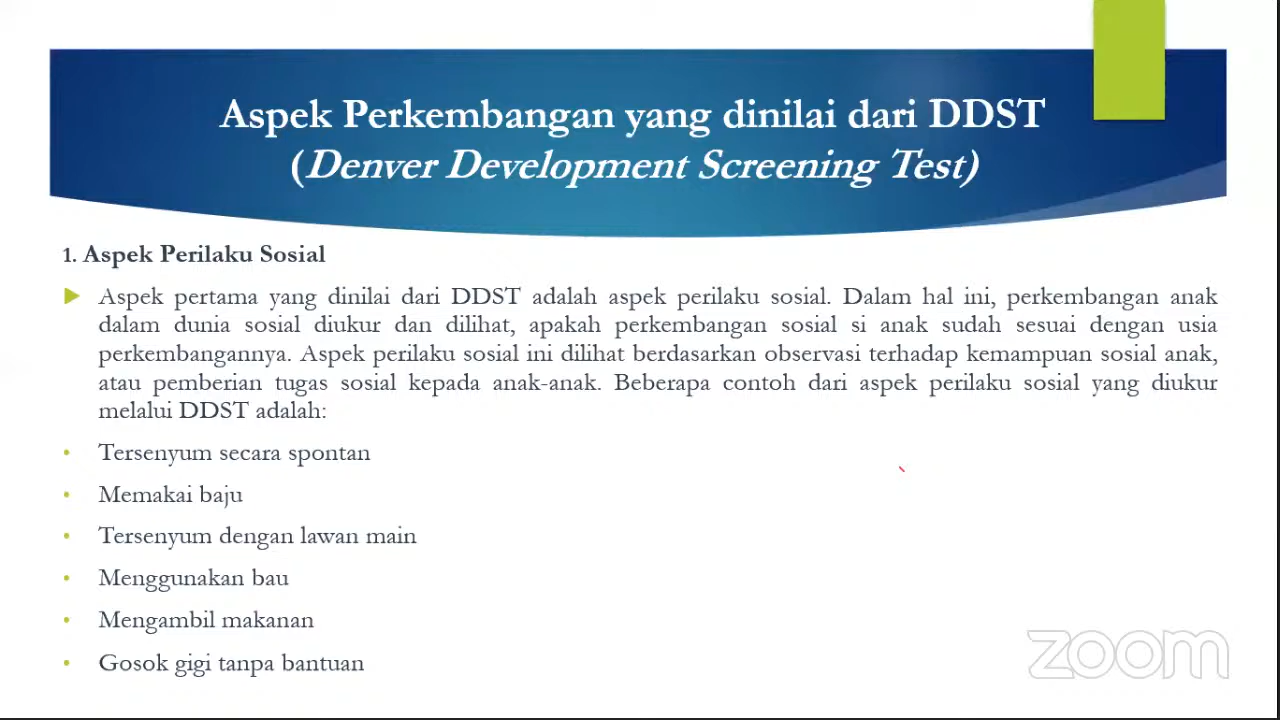 Aspek Perkembangan yang dinilai dari DDST
(Denver Development Screening Test)
1. Aspek Perilaku Sosial
Aspek pertama yang dinilai dari DDST adalah aspek perilaku sosial. Dalam hal ini, perkembangan anak
dalam dunia sosial diukur dan dilihat, apakah perkembangan sosial si anak sudah sesuai dengan usia
perkembangannya. Aspek perilaku sosial ini dilihat berdasarkan observasi terhadap kemampuan sosial anak,
atau pemberian tugas sosial kepada anak-anak. Beberapa contoh dari aspek perilaku sosial yang diukur
melalui DDST adalah:
• Tersenyum secara spontan
• Memakai baju
• Tersenyum dengan lawan main
• Menggunakan bau
• Mengambil makanan
• Gosok gigi tanpa bantuan
zoom